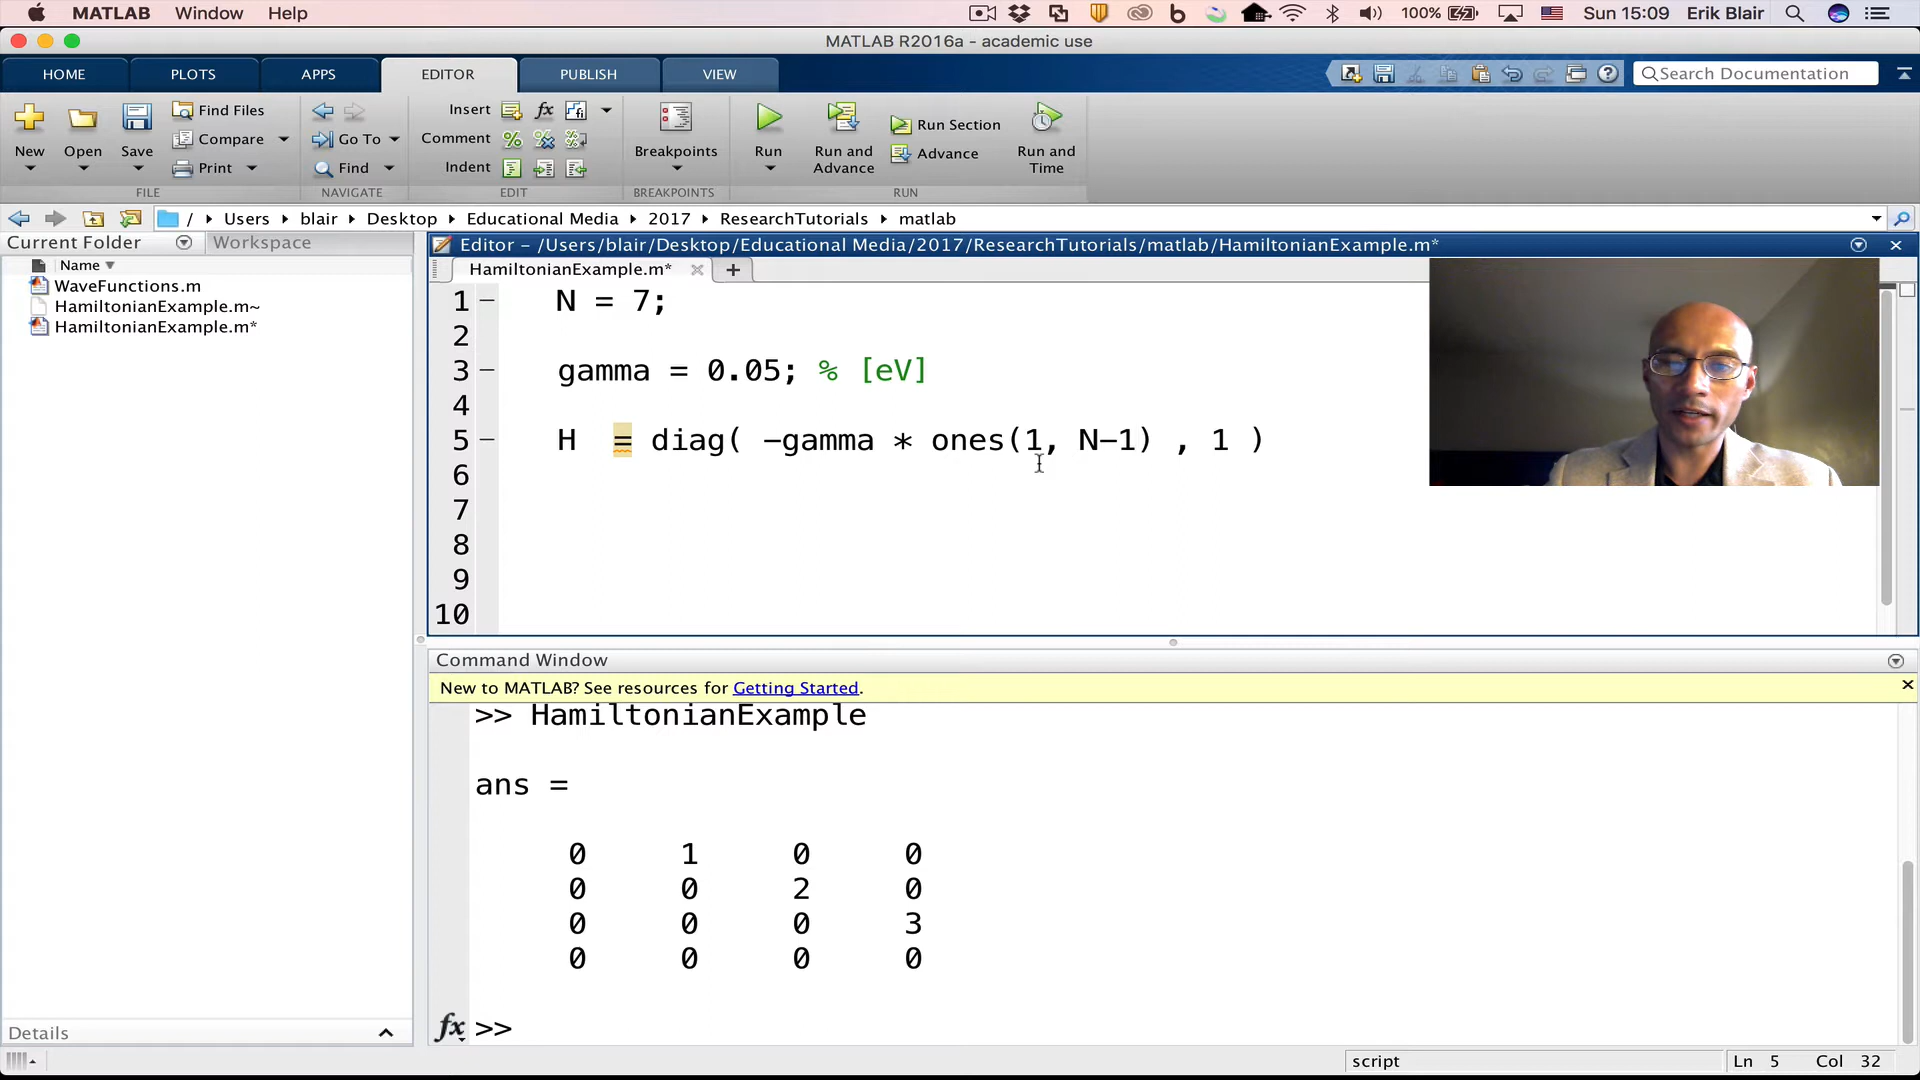 MATLAB Window Help 100% Sun 15:09 Erik Blair
MATLAB R2016a - academic use
HOME PLOTS APPS EDITOR PUBLISH VIEW Search Documentation
New Open Save Find Files Compare Print
FILE
Go To Find
NAVIGATE
Insert fx
Comment % %
Indent
EDIT
Breakpoints
BREAKPOINTS
Run Run and Advance Run Section Advance Run and Time
RUN
/ Users blair Desktop Educational Media 2017 ResearchTutorials matlab
Current Folder Workspace
Name
WaveFunctions.m
HamiltonianExample.m~
HamiltonianExample.m*
Details
Editor - /Users/blair/Desktop/Educational Media/2017/ResearchTutorials/matlab/HamiltonianExample.m*
HamiltonianExample.m* +
1 N = 7;
2
3 gamma = 0.05; % [eV]
4
5 H = diag( -gamma * ones(1, N-1) , 1 )
6
7
8
9
10
Command Window
New to MATLAB? See resources for Getting Started.
>> HamiltonianExample
ans =
0 1 0 0
0 0 2 0
0 0 0 3
0 0 0 0
fx >>
script Ln 5 Col 32